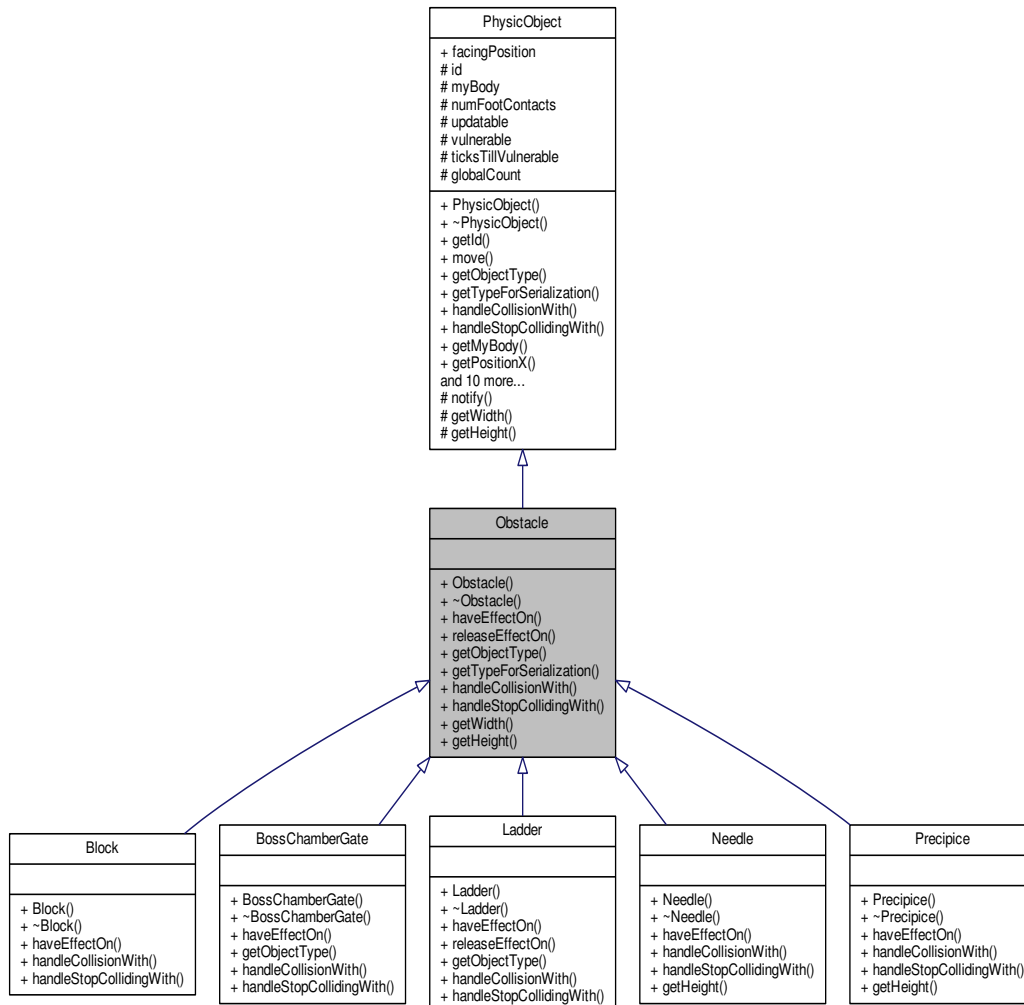 PhysicObject
+ facingPosition
# id
# myBody
# numFootContacts
# updatable
# vulnerable
# ticksTillVulnerable
# globalCount
+ PhysicObject()
+ ~PhysicObject()
+ getId()
+ move()
+ getObjectType()
+ getTypeForSerialization()
+ handleCollisionWith()
+ handleStopCollidingWith()
+ getMyBody()
+ getPositionX()
and 10 more...
# notify()
# getWidth()
# getHeight()
Obstacle
+ Obstacle()
+ ~Obstacle()
+ haveEffectOn()
+ releaseEffectOn()
+ getObjectType()
+ getTypeForSerialization()
+ handleCollisionWith()
+ handleStopCollidingWith()
+ getWidth()
+ getHeight()
Block
+ Block()
+ ~Block()
+ haveEffectOn()
+ handleCollisionWith()
+ handleStopCollidingWith()
BossChamberGate
+ BossChamberGate()
+ ~BossChamberGate()
+ haveEffectOn()
+ getObjectType()
+ handleCollisionWith()
+ handleStopCollidingWith()
Ladder
+ Ladder()
+ ~Ladder()
+ haveEffectOn()
+ releaseEffectOn()
+ getObjectType()
+ handleCollisionWith()
+ handleStopCollidingWith()
Needle
+ Needle()
+ ~Needle()
+ haveEffectOn()
+ handleCollisionWith()
+ handleStopCollidingWith()
+ getHeight()
Precipice
+ Precipice()
+ ~Precipice()
+ haveEffectOn()
+ handleCollisionWith()
+ handleStopCollidingWith()
+ getHeight()